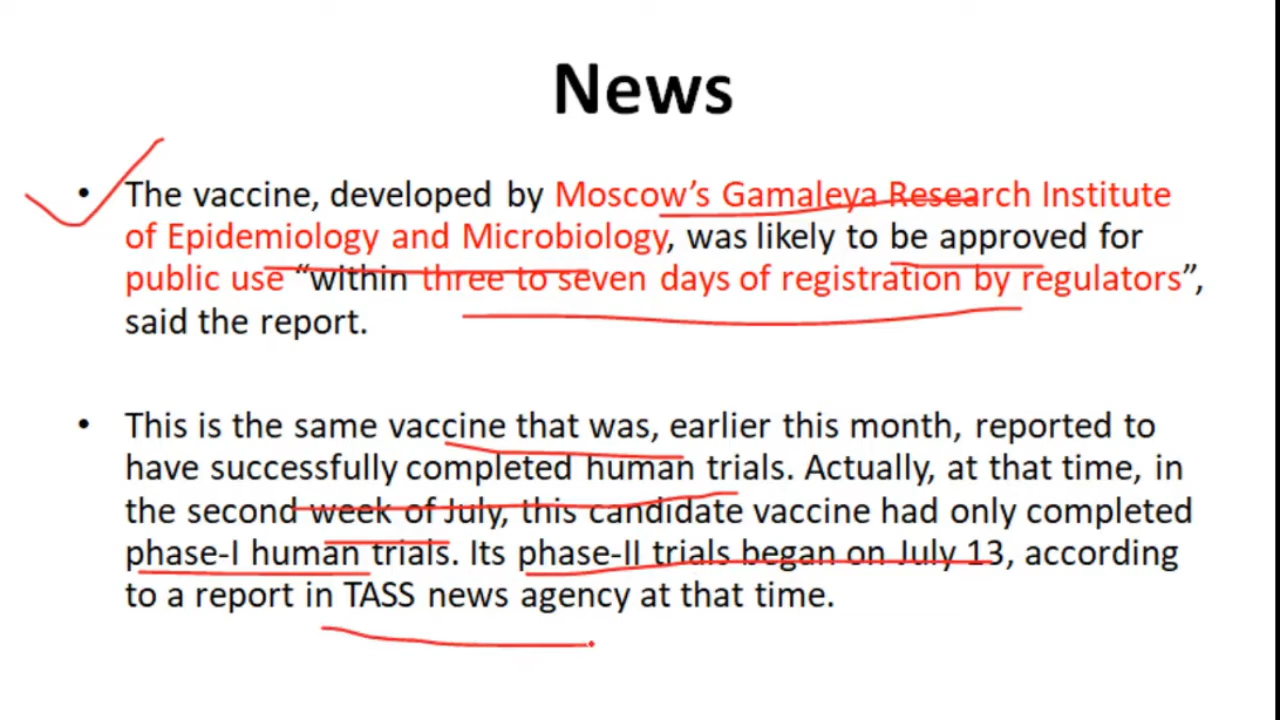 News
• The vaccine, developed by Moscow’s Gamaleya Research Institute
of Epidemiology and Microbiology, was likely to be approved for
public use “within three to seven days of registration by regulators”,
said the report.
• This is the same vaccine that was, earlier this month, reported to
have successfully completed human trials. Actually, at that time, in
the second week of July, this candidate vaccine had only completed
phase-I human trials. Its phase-II trials began on July 13, according
to a report in TASS news agency at that time.